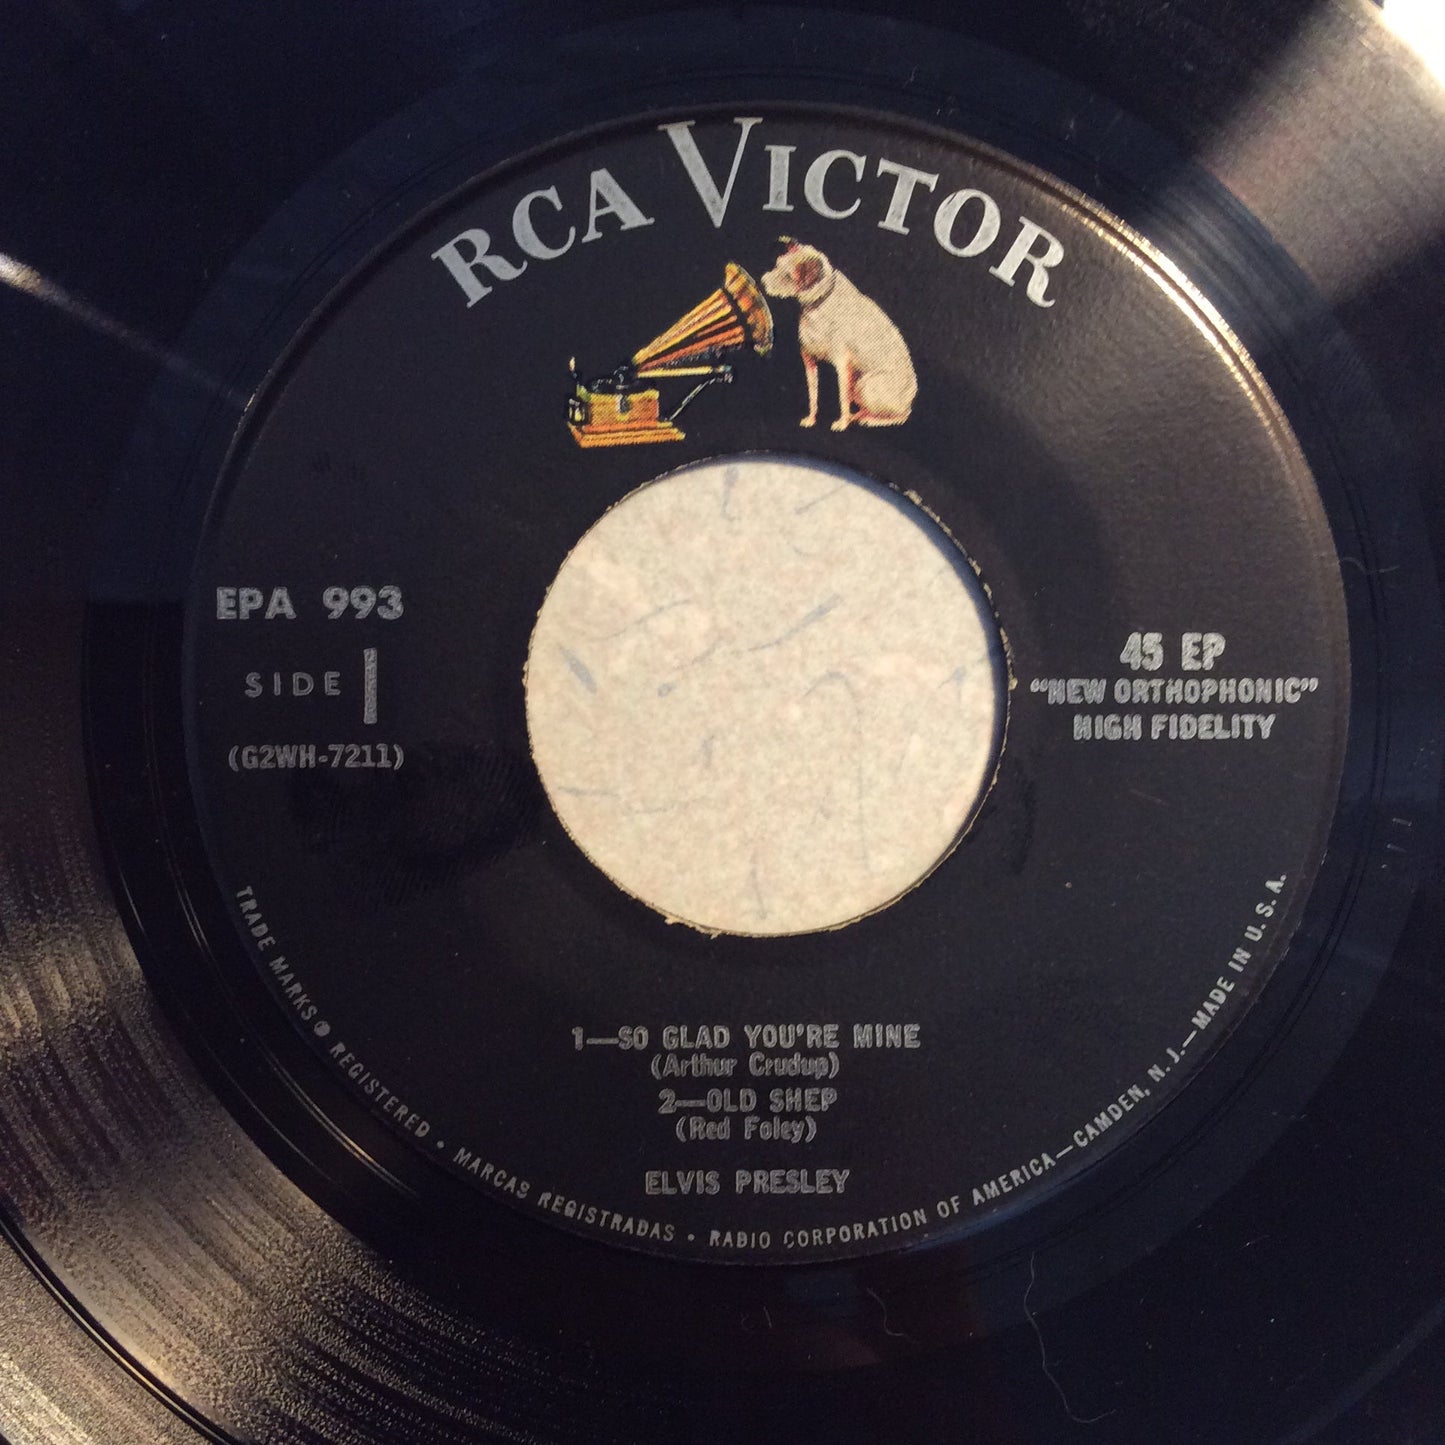 RCA VICTOR
EPA 993
SIDE 1
(G2WH-7211)
45 EP
"NEW ORTHOPHONIC"
HIGH FIDELITY
1—SO GLAD YOU'RE MINE
(Arthur Crudup)
2—OLD SHEP
(Red Foley)
ELVIS PRESLEY
TRADE MARKS ® REGISTERED • MARCAS REGISTRADAS • RADIO CORPORATION OF AMERICA—CAMDEN, N. J.—MADE IN U. S. A.